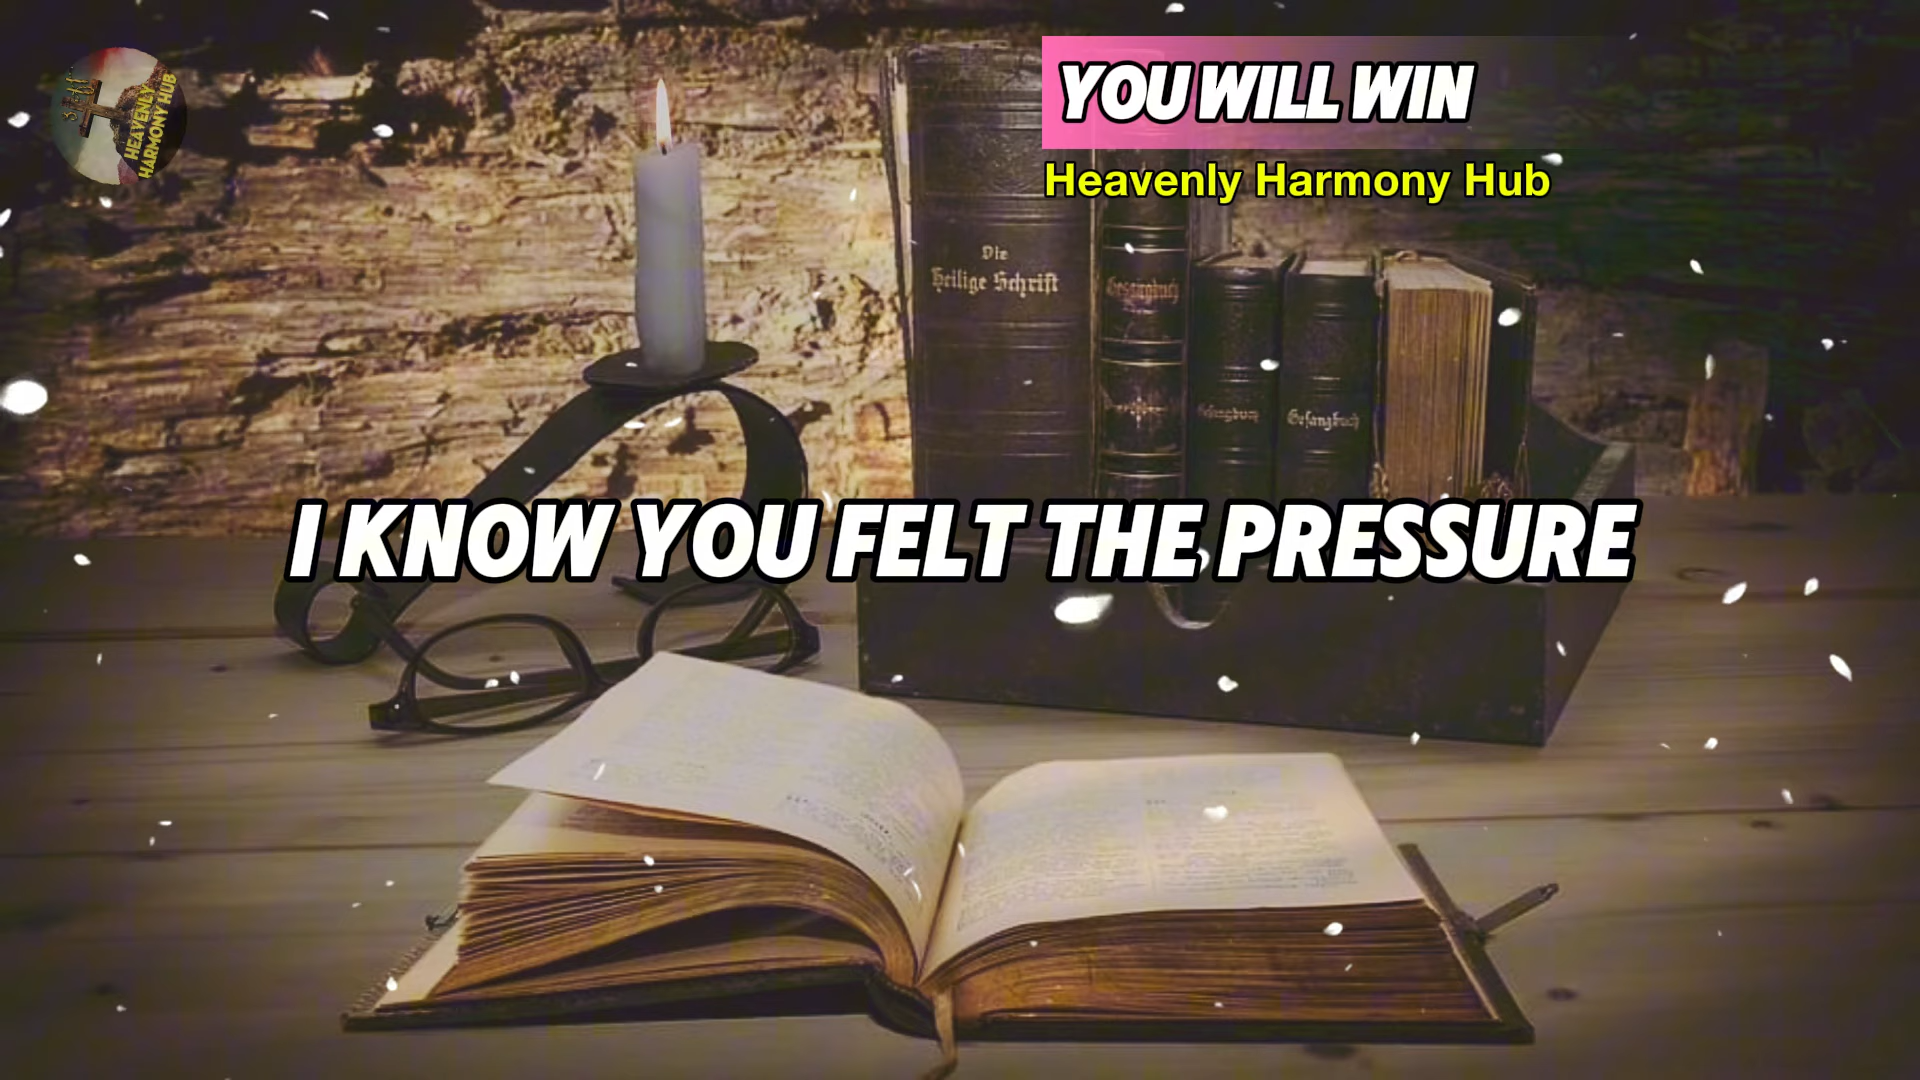 HEAVENLY
HARMONY HUB
YOU WILL WIN
Heavenly Harmony Hub
Die
Heilige Schrift
Gesangbuch
Gesangbuch
Gesangbuch
I KNOW YOU FELT THE PRESSURE